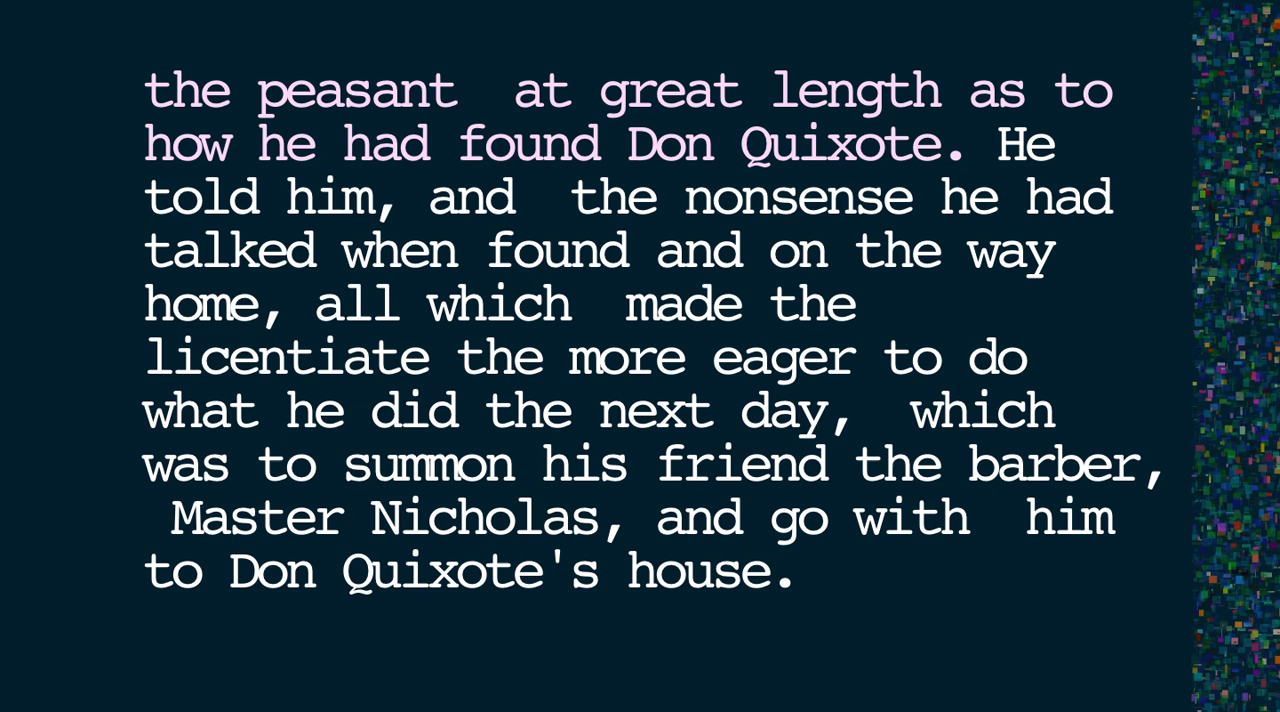 the peasant  at great length as to
how he had found Don Quixote. He
told him, and  the nonsense he had
talked when found and on the way
home, all which  made the
licentiate the more eager to do
what he did the next day,  which
was to summon his friend the barber,
 Master Nicholas, and go with  him
to Don Quixote's house.